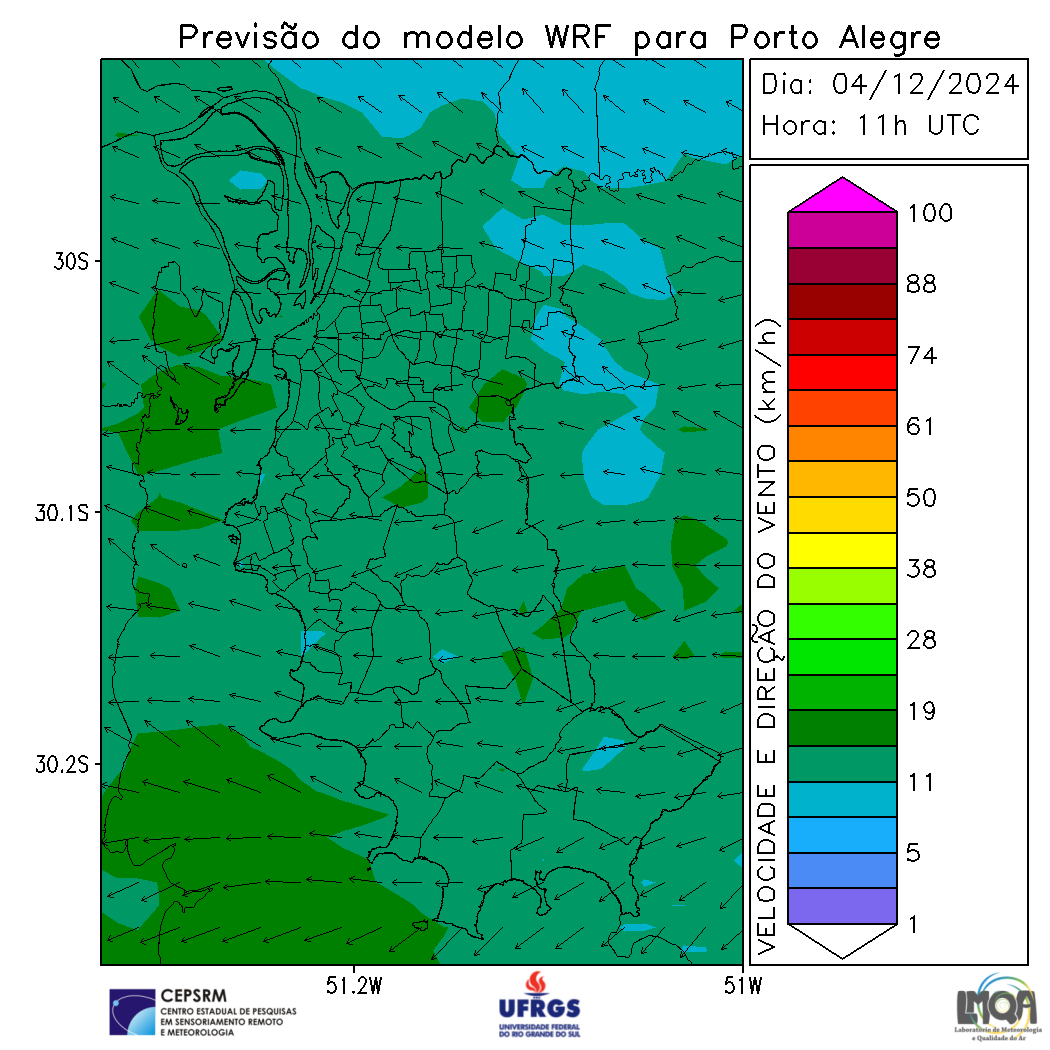 Previsão do modelo WRF para Porto Alegre
Dia: 04/12/2024
Hora: 11h UTC
30S
30.1S
30.2S
51.2W
51W
VELOCIDADE E DIREÇÃO DO VENTO (km/h)
100
88
74
61
50
38
28
19
11
5
1
CEPSRM
CENTRO ESTADUAL DE PESQUISAS
EM SENSORIAMENTO REMOTO
E METEOROLOGIA
UFRGS
UNIVERSIDADE FEDERAL
DO RIO GRANDE DO SUL
LMQA
Laboratório de Meteorologia
e Qualidade do Ar